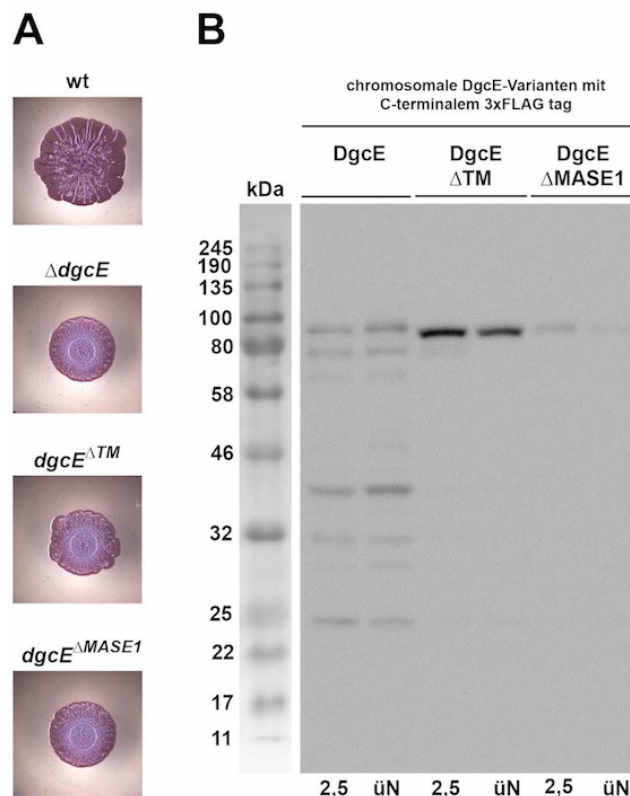 A
wt
ΔdgcE
dgcE^ΔTM
dgcE^ΔMASE1
B
chromosomale DgcE-Varianten mit
C-terminalem 3xFLAG tag
DgcE DgcE DgcE
ΔTM ΔMASE1
kDa
245
190
135
100
80
58
46
32
25
22
17
11
2,5 üN 2,5 üN 2,5 üN